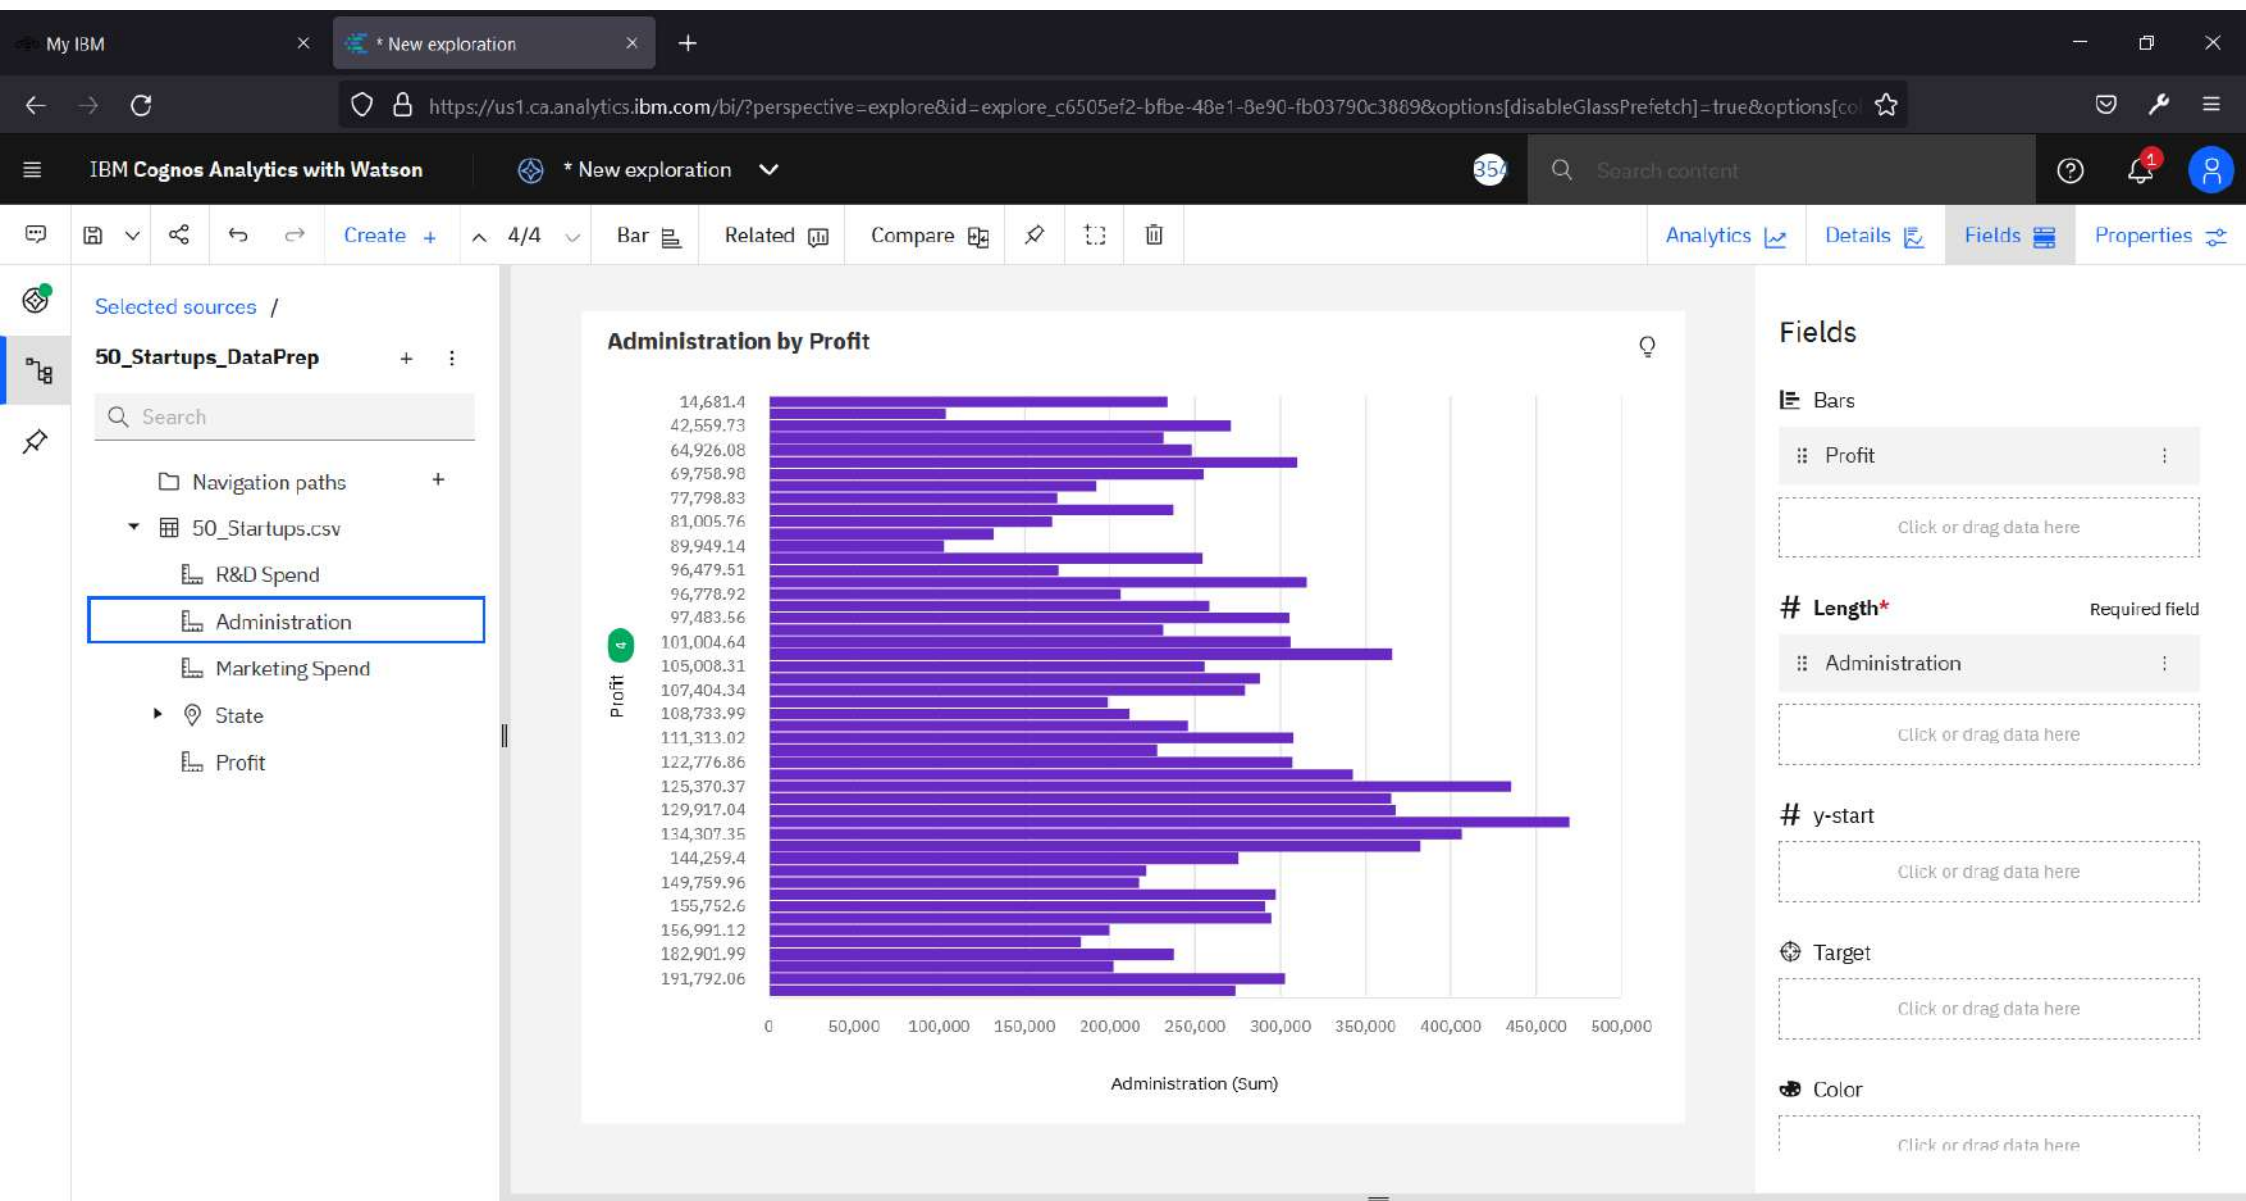 My IBM
* New exploration
https://us1.ca.analytics.ibm.com/bi/?perspective=explore&id=explore_c6505ef2-bfbe-48e1-8e90-fb03790c3889&options[disableGlassPrefetch]=true&options[co
IBM Cognos Analytics with Watson
* New exploration
354
Search content
1
Create +
4/4
Bar
Related
Compare
Analytics
Details
Fields
Properties
Selected sources /
50_Startups_DataPrep
Search
Navigation paths
50_Startups.csv
R&D Spend
Administration
Marketing Spend
State
Profit
Administration by Profit
14,681.4
42,559.73
64,926.08
69,758.98
77,798.83
81,005.76
89,949.14
96,479.51
96,778.92
97,483.56
101,004.64
105,008.31
107,404.34
108,733.99
111,313.02
122,776.86
125,370.37
129,917.04
134,307.35
144,259.4
149,759.96
155,752.6
156,991.12
182,901.99
191,792.06
Profit
4
0 50,000 100,000 150,000 200,000 250,000 300,000 350,000 400,000 450,000 500,000
Administration (Sum)
Fields
Bars
Profit
Click or drag data here
# Length* Required field
Administration
Click or drag data here
# y-start
Click or drag data here
Target
Click or drag data here
Color
Click or drag data here